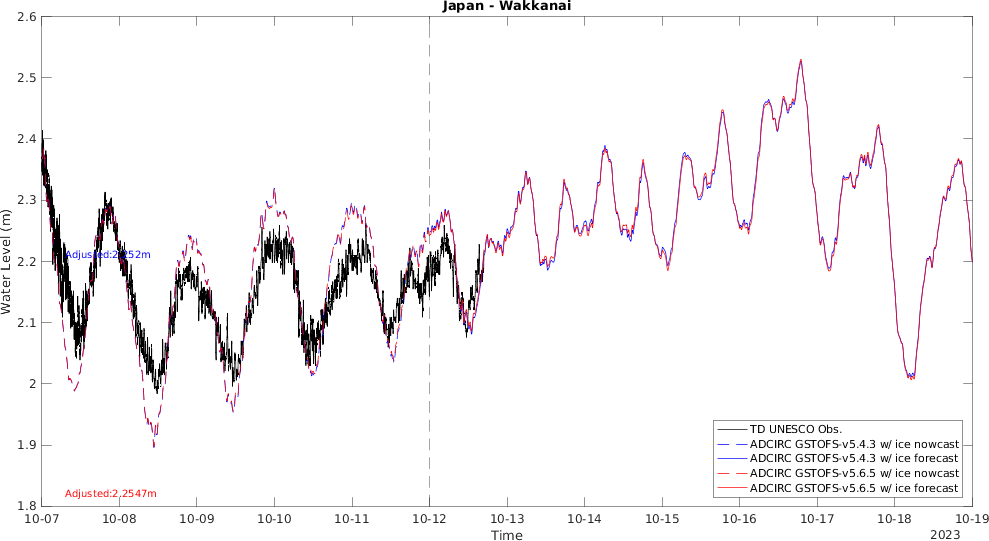 Japan - Wakkanai
2.6
2.5
2.4
2.3
2.2
2.1
2
1.9
1.8
Water Level (m)
Adjusted:2.252m
Adjusted:2.2547m
TD UNESCO Obs.
ADCIRC GSTOFS-v5.4.3 w/ ice nowcast
ADCIRC GSTOFS-v5.4.3 w/ ice forecast
ADCIRC GSTOFS-v5.6.5 w/ ice nowcast
ADCIRC GSTOFS-v5.6.5 w/ ice forecast
10-07 10-08 10-09 10-10 10-11 10-12 10-13 10-14 10-15 10-16 10-17 10-18 10-19
Time
2023